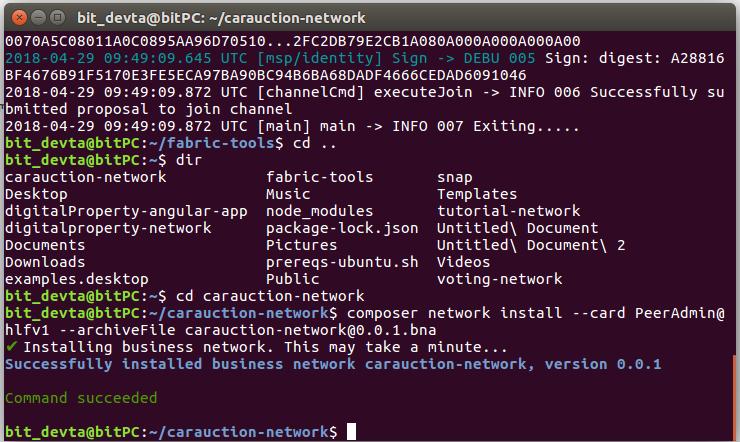 bit_devta@bitPC: ~/carauction-network
0070A5C08011A0C0895AA96D70510...2FC2DB79E2CB1A080A000A000A000A00
2018-04-29 09:49:09.645 UTC [msp/identity] Sign -> DEBU 005 Sign: digest: A28816
BF4676B91F5170E3FE5ECA97BA90BC94B6BA68DADF4666CEDAD6091046
2018-04-29 09:49:09.872 UTC [channelCmd] executeJoin -> INFO 006 Successfully su
bmitted proposal to join channel
2018-04-29 09:49:09.872 UTC [main] main -> INFO 007 Exiting.....
bit_devta@bitPC:~/fabric-tools$ cd ..
bit_devta@bitPC:~$ dir
carauction-network fabric-tools snap
Desktop Music Templates
digitalProperty-angular-app node_modules tutorial-network
digitalproperty-network package-lock.json Untitled\ Document
Documents Pictures Untitled\ Document\ 2
Downloads prereqs-ubuntu.sh Videos
examples.desktop Public voting-network
bit_devta@bitPC:~$ cd carauction-network
bit_devta@bitPC:~/carauction-network$ composer network install --card PeerAdmin@
hlfv1 --archiveFile carauction-network@0.0.1.bna
✔ Installing business network. This may take a minute...
Successfully installed business network carauction-network, version 0.0.1
Command succeeded
bit_devta@bitPC:~/carauction-network$